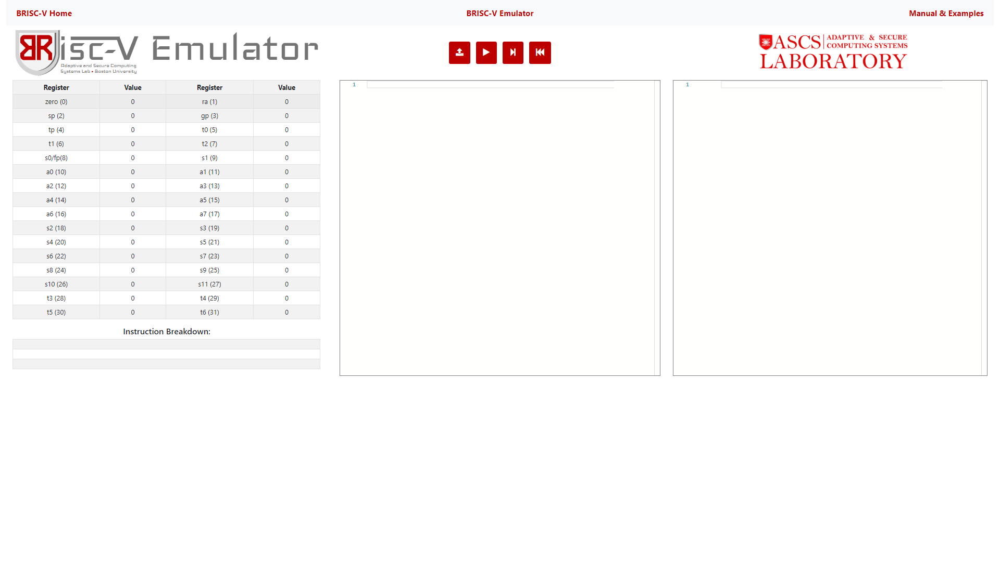 BRISC-V Home BRISC-V Emulator Manual & Examples
BRisc-V Emulator
Adaptive and Secure Computing
Systems Lab • Boston University
ASCS ADAPTIVE & SECURE
COMPUTING SYSTEMS
LABORATORY
Register Value Register Value
zero (0) 0 ra (1) 0
sp (2) 0 gp (3) 0
tp (4) 0 t0 (5) 0
t1 (6) 0 t2 (7) 0
s0/fp(8) 0 s1 (9) 0
a0 (10) 0 a1 (11) 0
a2 (12) 0 a3 (13) 0
a4 (14) 0 a5 (15) 0
a6 (16) 0 a7 (17) 0
s2 (18) 0 s3 (19) 0
s4 (20) 0 s5 (21) 0
s6 (22) 0 s7 (23) 0
s8 (24) 0 s9 (25) 0
s10 (26) 0 s11 (27) 0
t3 (28) 0 t4 (29) 0
t5 (30) 0 t6 (31) 0
Instruction Breakdown:
1
1